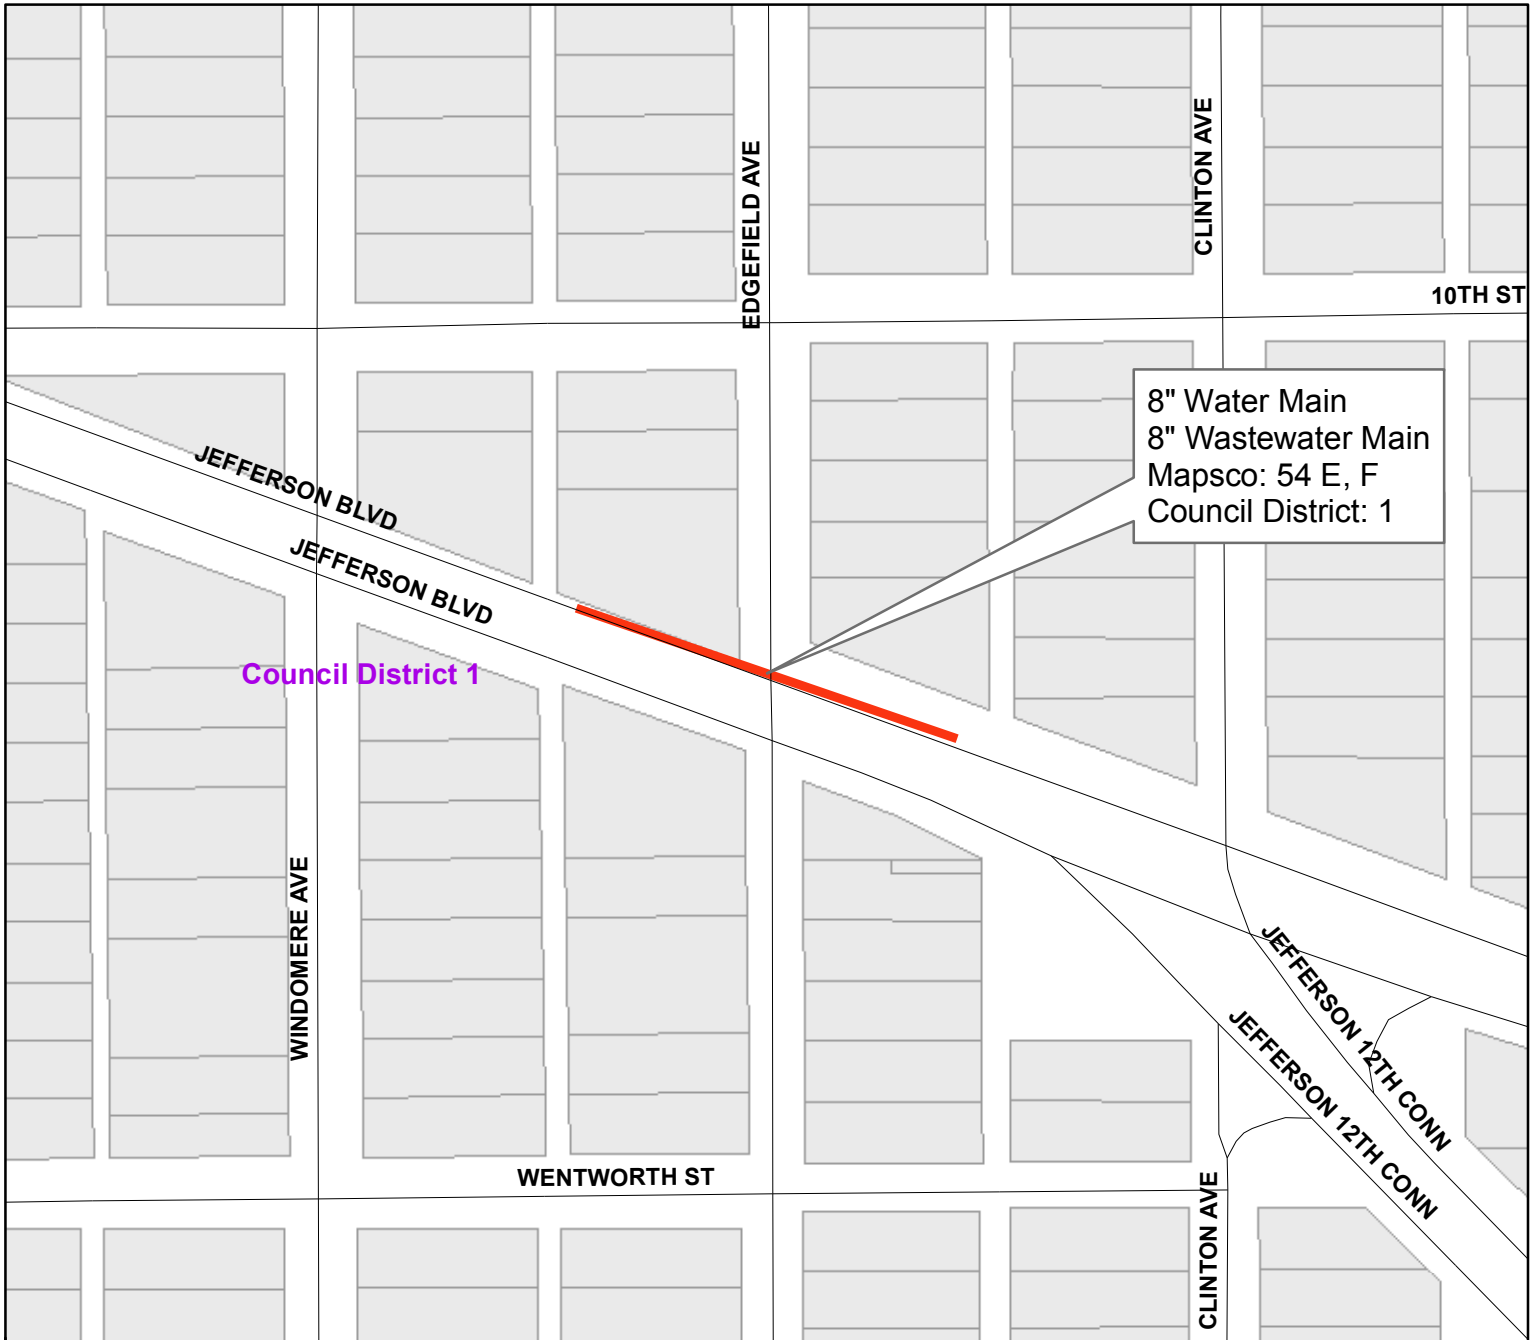 EDGEFIELD AVE
CLINTON AVE
10TH ST
8" Water Main
8" Wastewater Main
Mapsco: 54 E, F
Council District: 1
JEFFERSON BLVD
JEFFERSON BLVD
Council District 1
WINDOMERE AVE
JEFFERSON 12TH CONN
JEFFERSON 12TH CONN
WENTWORTH ST
CLINTON AVE